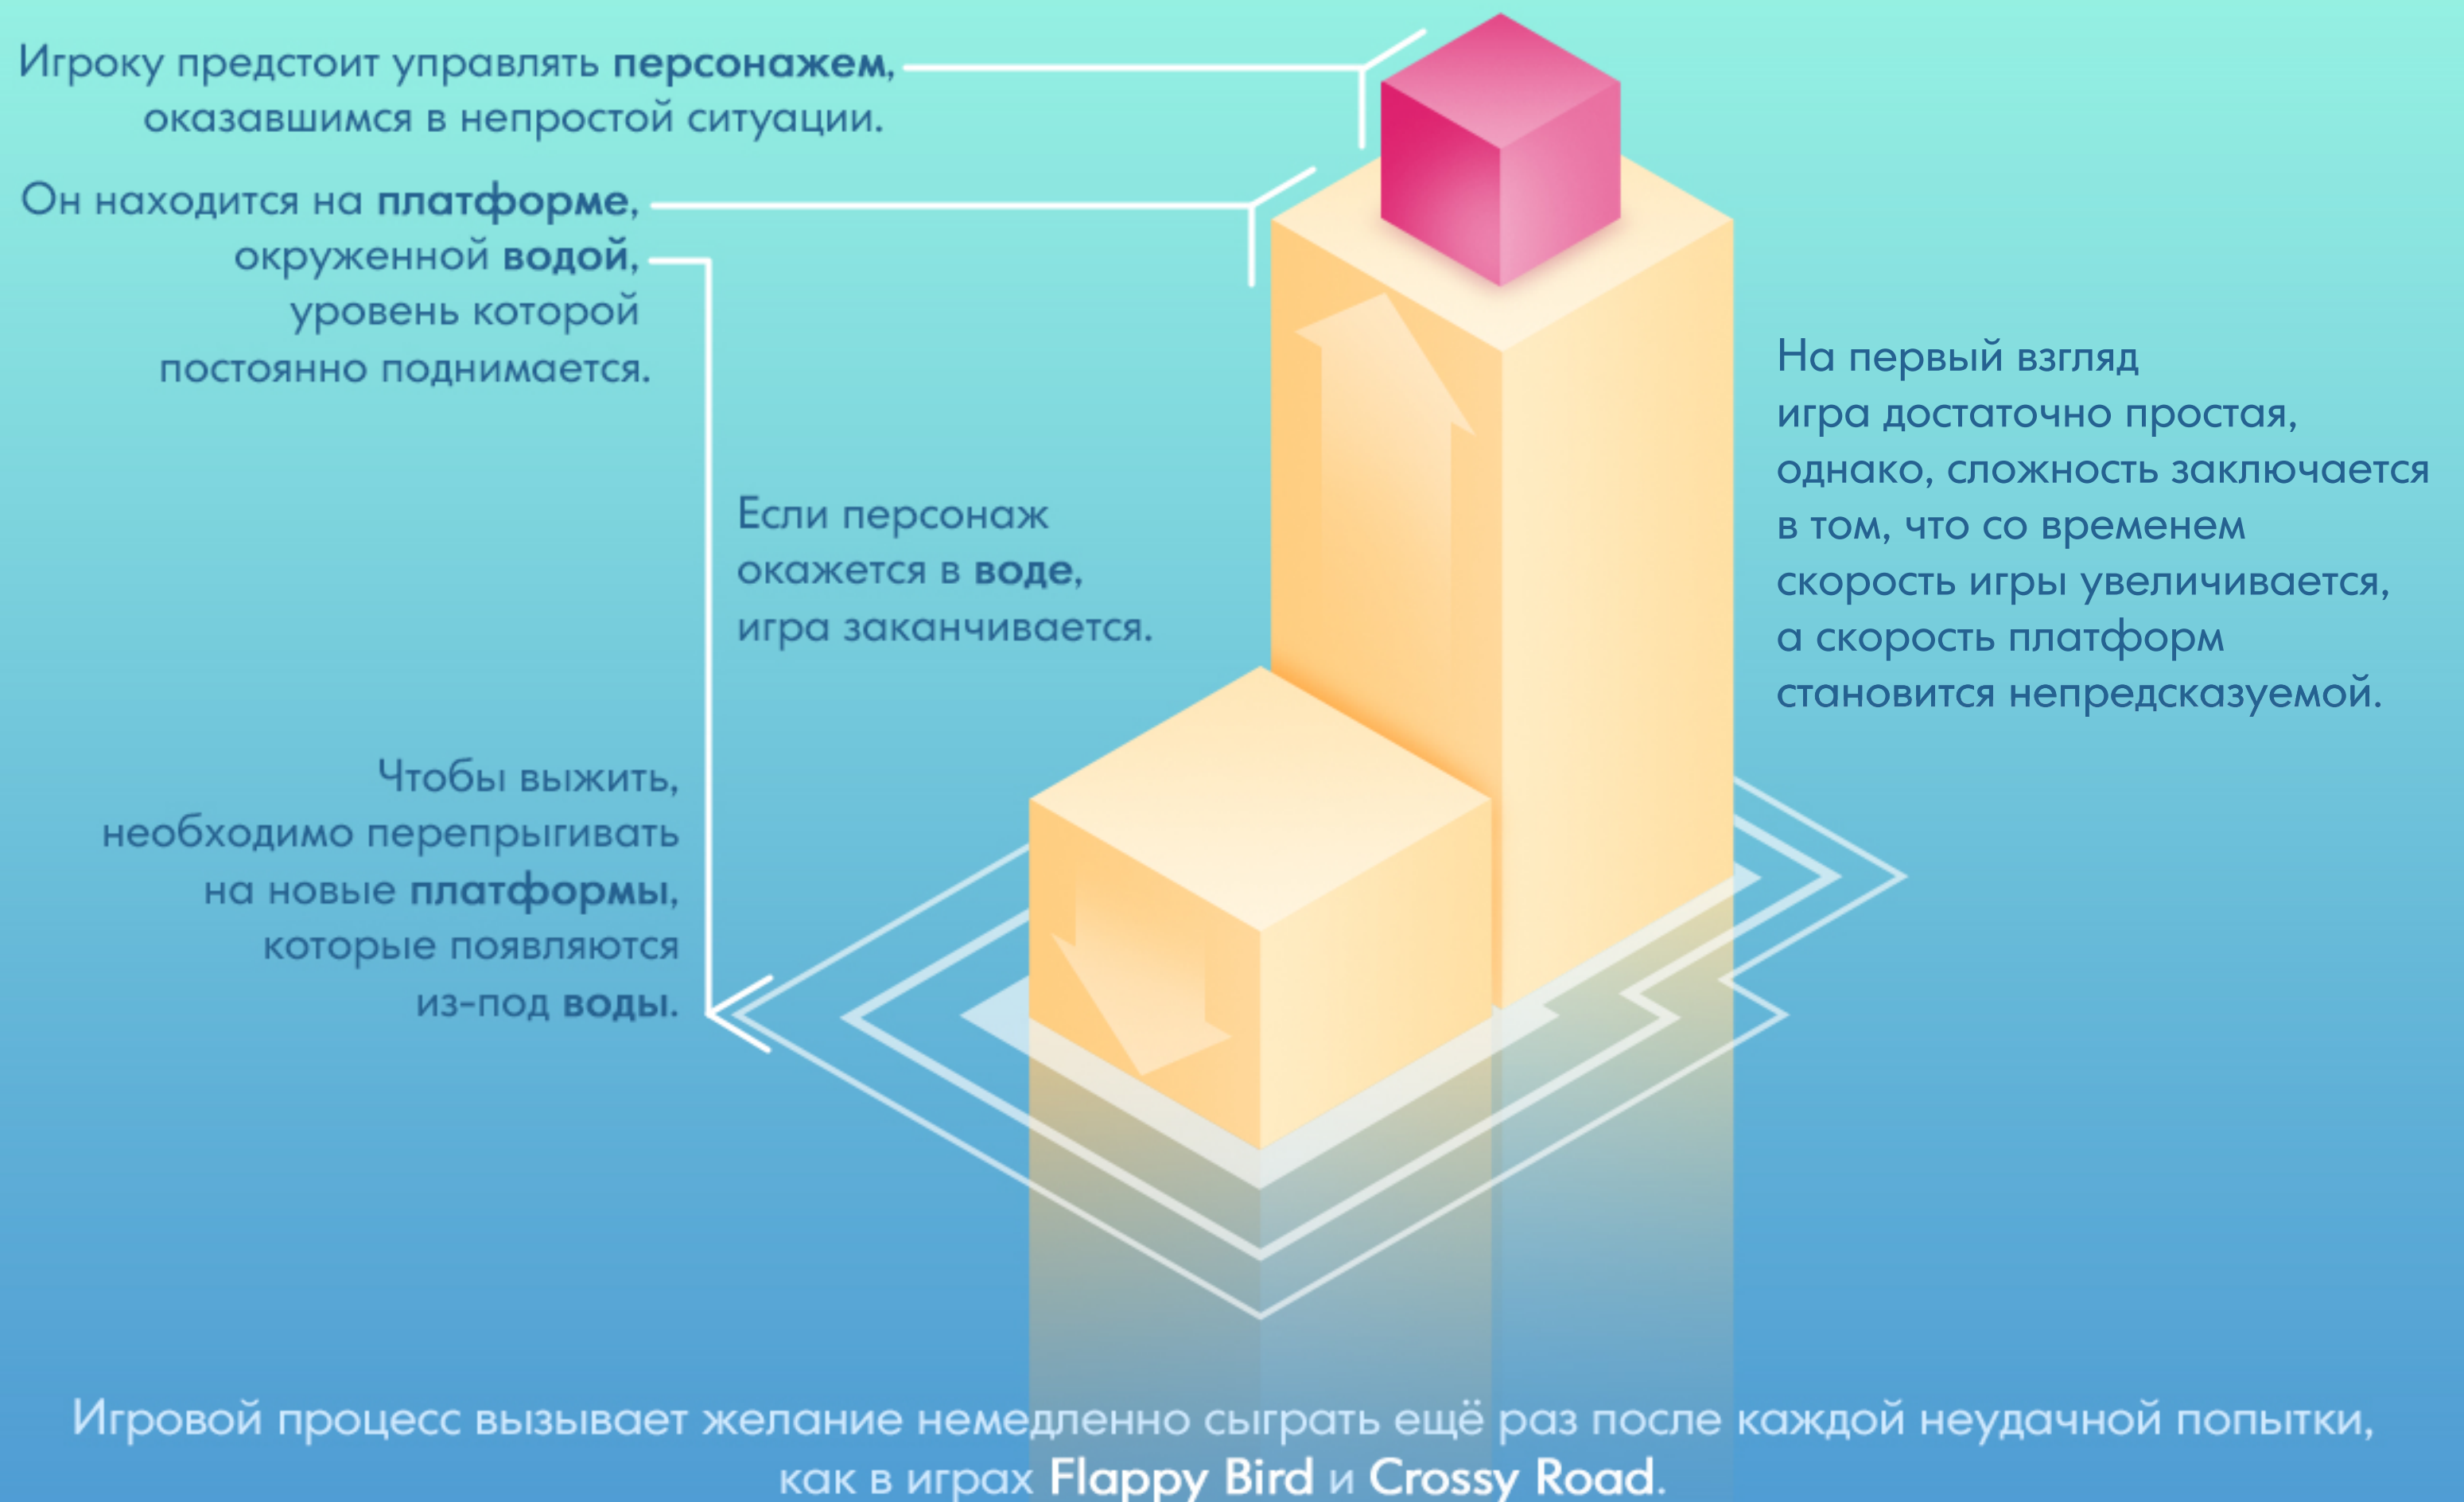 Игроку предстоит управлять персонажем,
оказавшимся в непростой ситуации.
Он находится на платформе,
окруженной водой,
уровень которой
постоянно поднимается.
Если персонаж
окажется в воде,
игра заканчивается.
Чтобы выжить,
необходимо перепрыгивать
на новые платформы,
которые появляются
из-под воды.
На первый взгляд
игра достаточно простая,
однако, сложность заключается
в том, что со временем
скорость игры увеличивается,
а скорость платформ
становится непредсказуемой.
Игровой процесс вызывает желание немедленно сыграть ещё раз после каждой неудачной попытки,
как в играх Flappy Bird и Crossy Road.